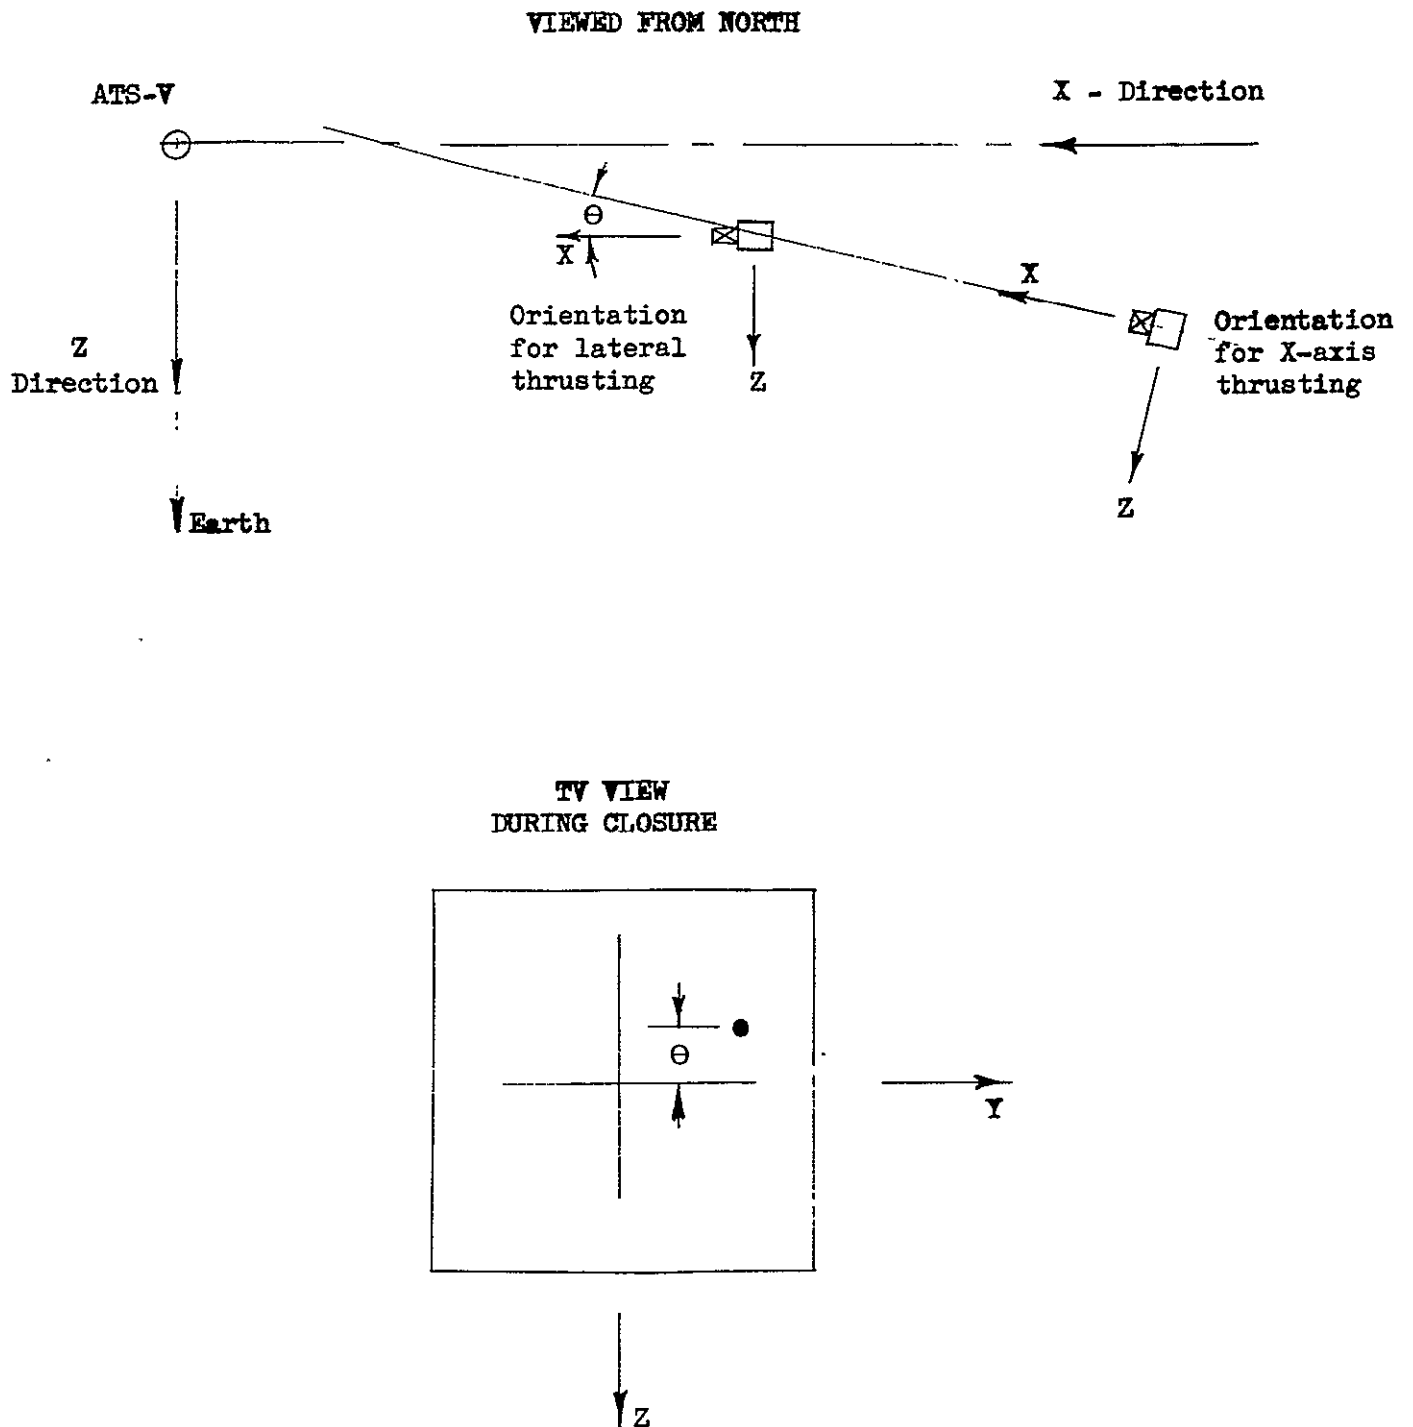 VIEWED FROM NORTH
ATS-V
X - Direction
Θ
X
X
Orientation
for lateral
thrusting
Orientation
for X-axis
thrusting
Z
Direction
Z
Z
Earth
TV VIEW
DURING CLOSURE
Θ
Y
Z